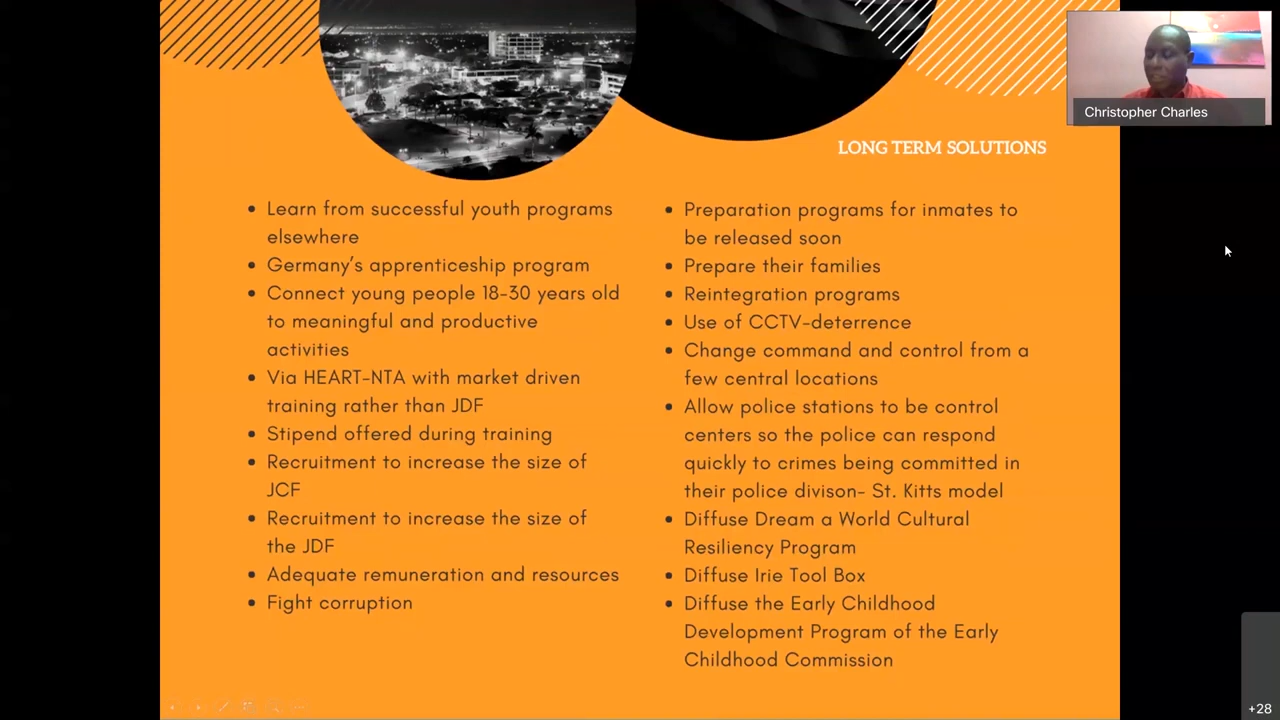 Christopher Charles
LONG TERM SOLUTIONS
• Learn from successful youth programs
elsewhere
• Germany's apprenticeship program
• Connect young people 18-30 years old
to meaningful and productive
activities
• Via HEART-NTA with market driven
training rather than JDF
• Stipend offered during training
• Recruitment to increase the size of
JCF
• Recruitment to increase the size of
the JDF
• Adequate remuneration and resources
• Fight corruption
• Preparation programs for inmates to
be released soon
• Prepare their families
• Reintegration programs
• Use of CCTV-deterrence
• Change command and control from a
few central locations
• Allow police stations to be control
centers so the police can respond
quickly to crimes being committed in
their police divison- St. Kitts model
• Diffuse Dream a World Cultural
Resiliency Program
• Diffuse Irie Tool Box
• Diffuse the Early Childhood
Development Program of the Early
Childhood Commission
+28